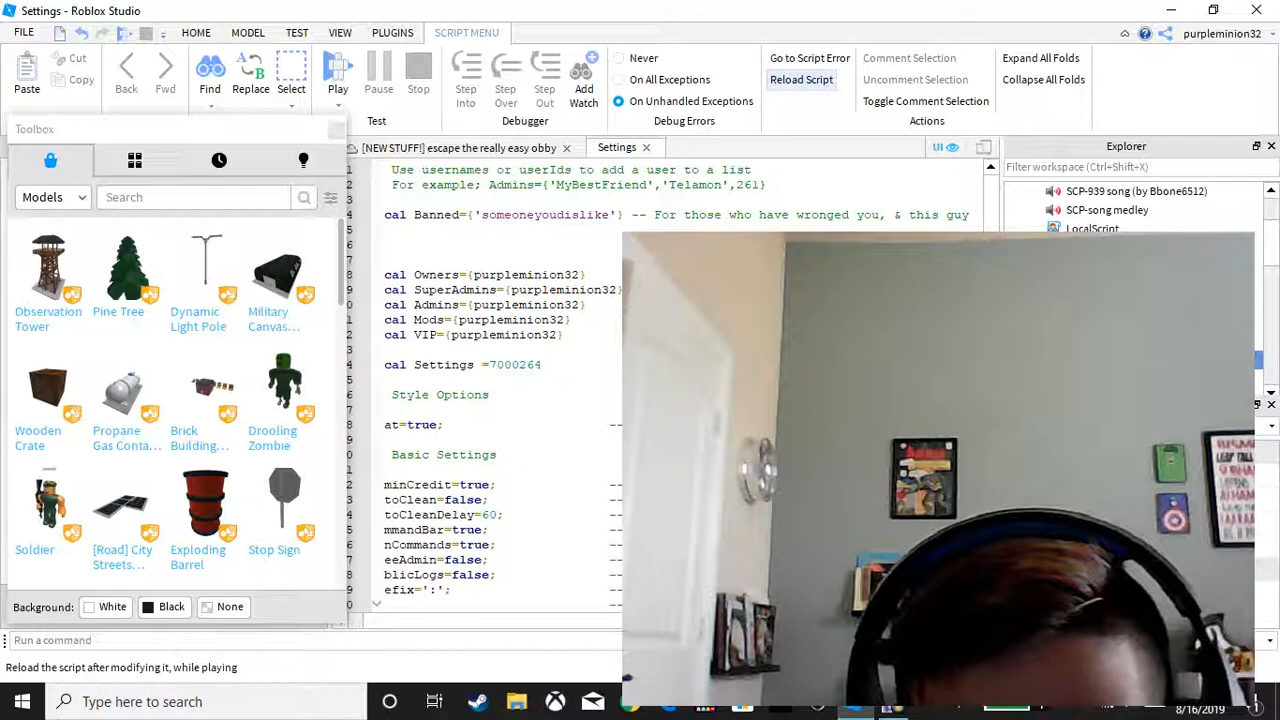 Settings - Roblox Studio
FILE HOME MODEL TEST VIEW PLUGINS SCRIPT MENU purpleminion32
Paste Cut Copy Back Fwd Find Replace Select Play Pause Stop Step Into Step Over Step Out Add Watch
Never
On All Exceptions
On Unhandled Exceptions
Go to Script Error
Reload Script
Comment Selection
Uncomment Selection
Toggle Comment Selection
Expand All Folds
Collapse All Folds
Test Debugger Debug Errors Actions
Toolbox
Models Search
Observation Tower
Pine Tree
Dynamic Light Pole
Military Canvas...
Wooden Crate
Propane Gas Conta...
Brick Building...
Drooling Zombie
Soldier
[Road] City Streets...
Exploding Barrel
Stop Sign
Background: White Black None
[NEW STUFF!] escape the really easy obby
Settings
UI
Use usernames or userIds to add a user to a list
For example; Admins={'MyBestFriend','Telamon',261}
cal Banned={'someoneyoudislike'} -- For those who have wronged you, & this guy
cal Owners={purpleminion32}
cal SuperAdmins={purpleminion32}
cal Admins={purpleminion32}
cal Mods={purpleminion32}
cal VIP={purpleminion32}
cal Settings =7000264
Style Options
at=true; --
Basic Settings
minCredit=true; --
toClean=false; --
toCleanDelay=60; --
mmandBar=true; --
nCommands=true; --
eeAdmin=false; --
blicLogs=false; --
efix=':'; --
Explorer
Filter workspace (Ctrl+Shift+X)
SCP-939 song (by Bbone6512)
SCP-song medley
LocalScript
Run a command
Reload the script after modifying it, while playing
Type here to search
8/16/2019